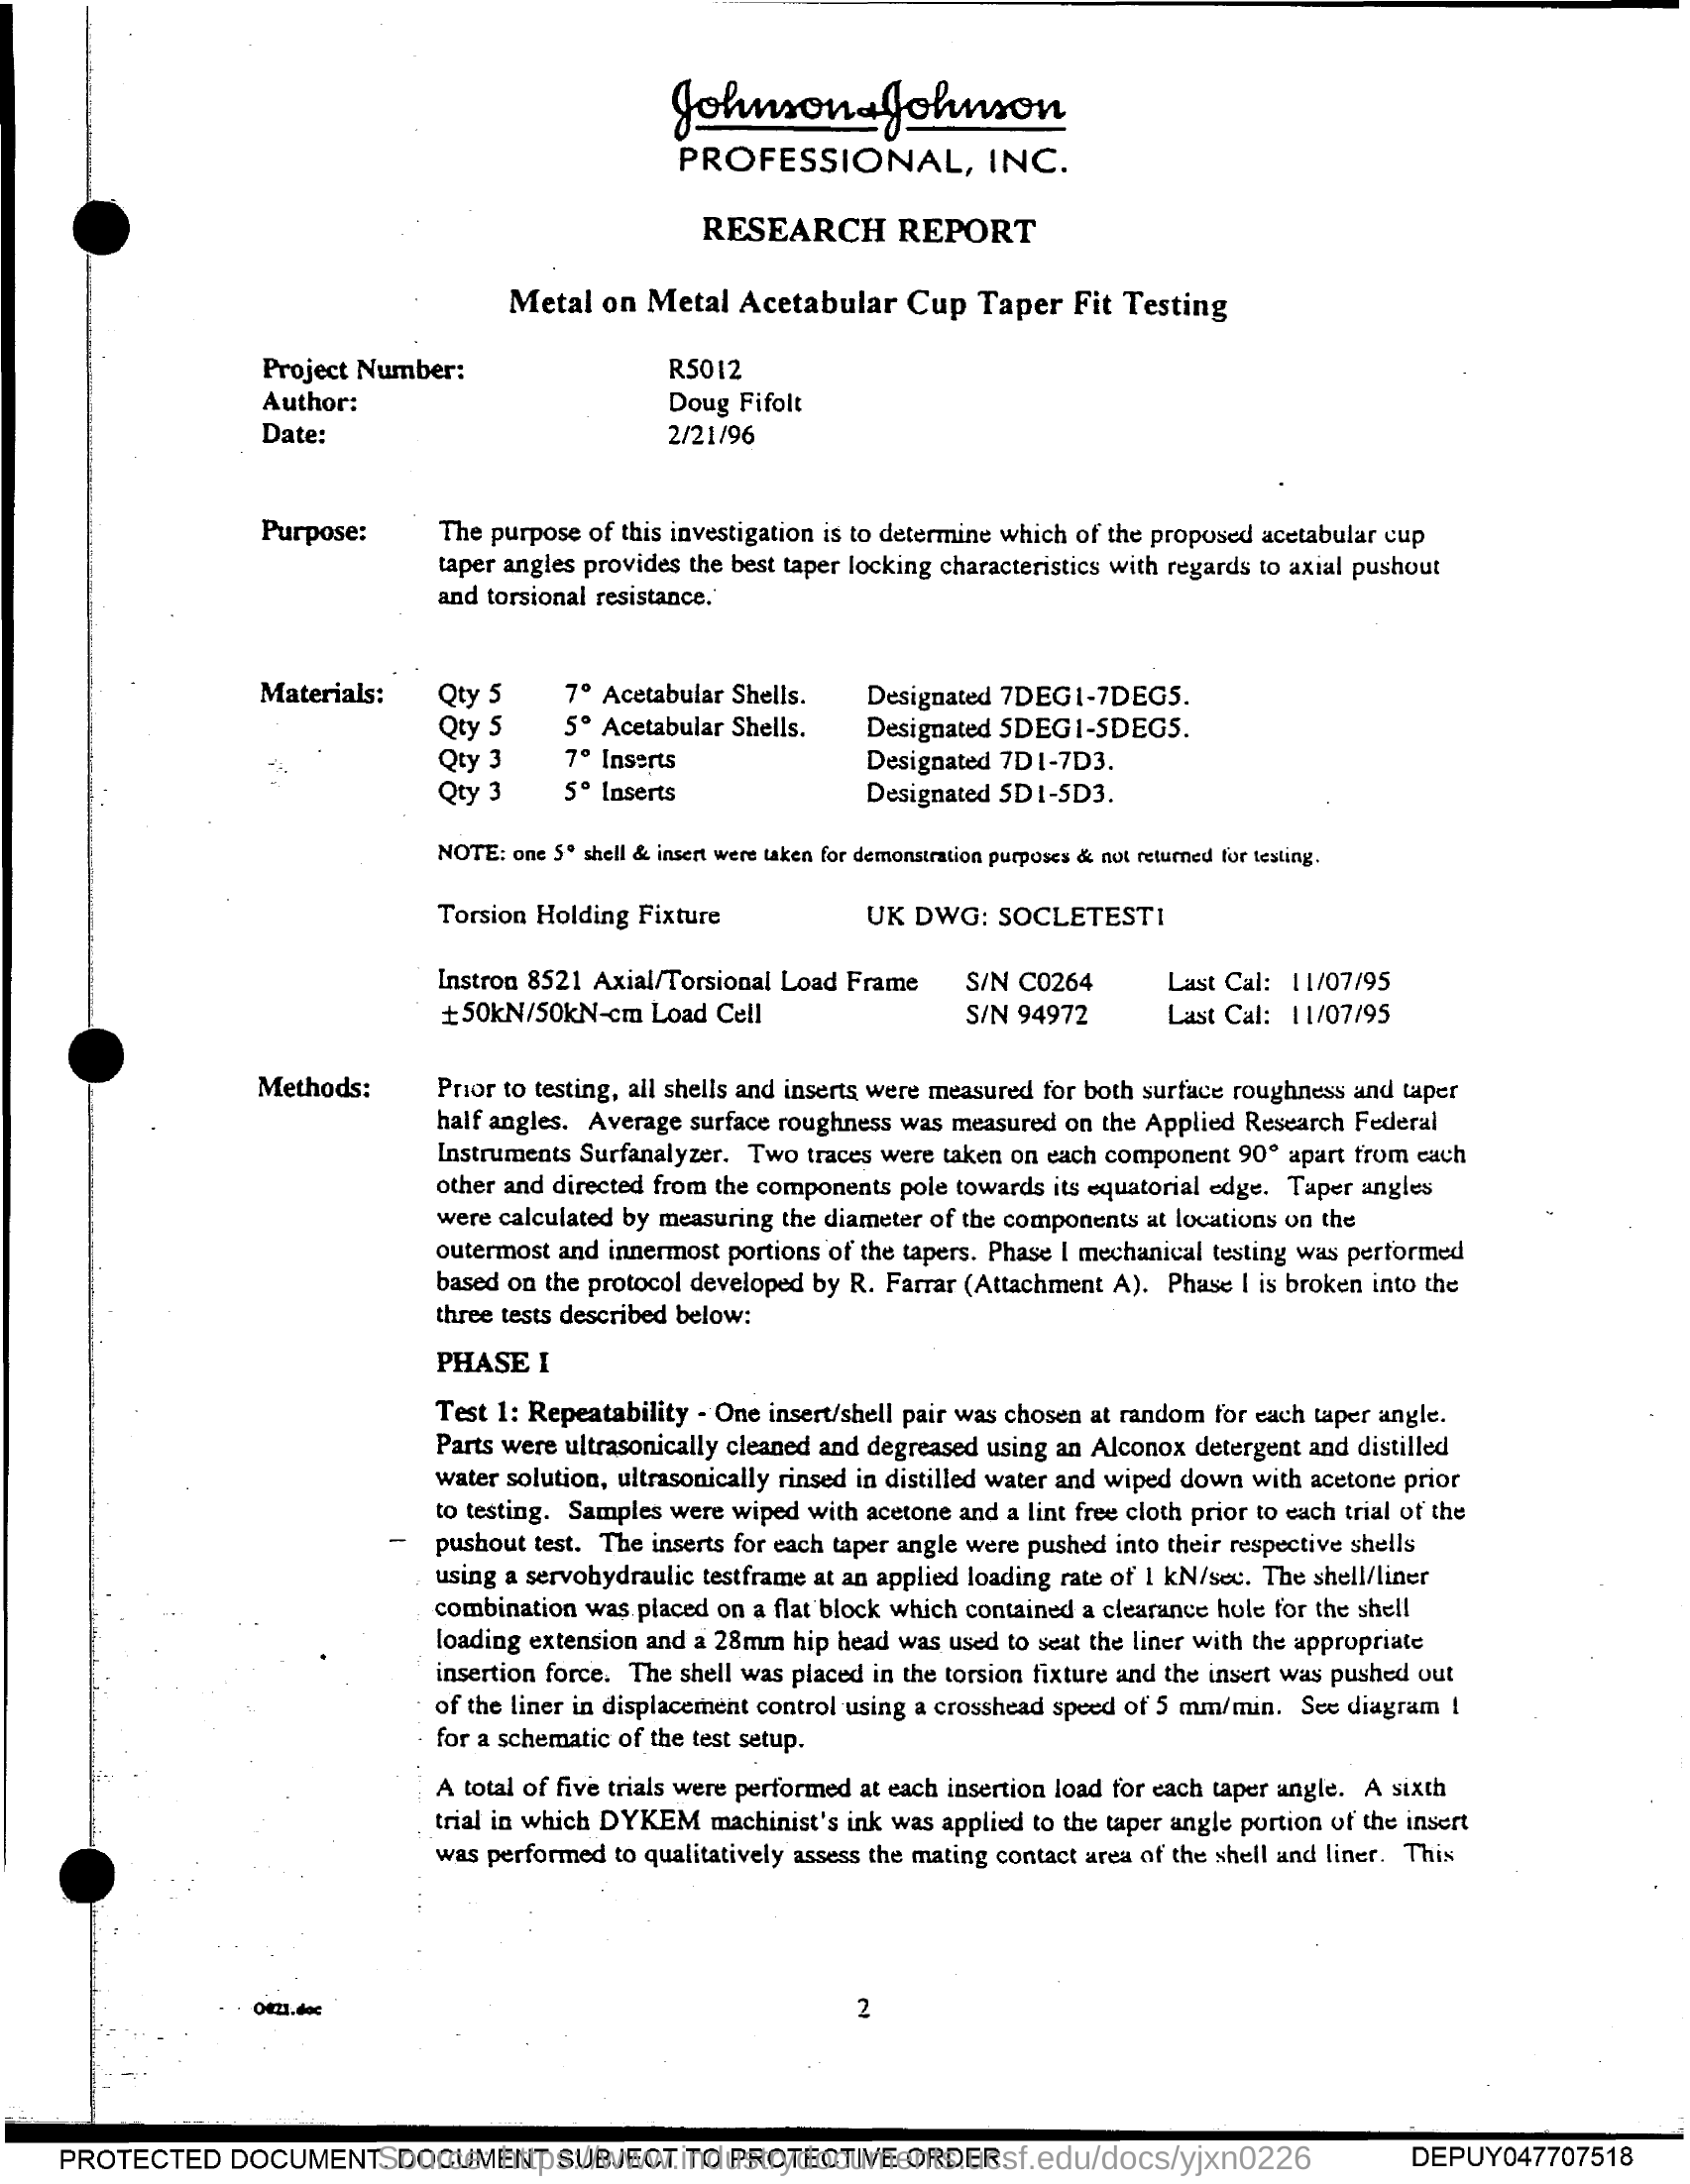 Johnson & Johnson
PROFESSIONAL, INC.
RESEARCH REPORT
Metal on Metal Acetabular Cup Taper Fit Testing
Project Number: R5012
Author: Doug Fifolt
Date: 2/21/96
Purpose: The purpose of this investigation is to determine which of the proposed acetabular cup
taper angles provides the best taper locking characteristics with regards to axial pushout
and torsional resistance.
Materials: Qty 5 7° Acetabular Shells. Designated 7DEG1-7DEG5.
Qty 5 5° Acetabular Shells. Designated 5DEG1-5DEG5.
Qty 3 7° Inserts Designated 7D1-7D3.
Qty 3 5° Inserts Designated 5D1-5D3.
NOTE: one 5° shell & insert were taken for demonstration purposes & not returned for testing.
Torsion Holding Fixture UK DWG: SOCLETEST1
Instron 8521 Axial/Torsional Load Frame S/N C0264 Last Cal: 11/07/95
±50kN/50kN-cm Load Cell S/N 94972 Last Cal: 11/07/95
Methods: Prior to testing, all shells and inserts were measured for both surface roughness and taper
half angles. Average surface roughness was measured on the Applied Research Federal
Instruments Surfanalyzer. Two traces were taken on each component 90° apart from each
other and directed from the components pole towards its equatorial edge. Taper angles
were calculated by measuring the diameter of the components at locations on the
outermost and innermost portions of the tapers. Phase I mechanical testing was performed
based on the protocol developed by R. Farrar (Attachment A). Phase I is broken into the
three tests described below:
PHASE I
Test 1: Repeatability - One insert/shell pair was chosen at random for each taper angle.
Parts were ultrasonically cleaned and degreased using an Alconox detergent and distilled
water solution, ultrasonically rinsed in distilled water and wiped down with acetone prior
to testing. Samples were wiped with acetone and a lint free cloth prior to each trial of the
pushout test. The inserts for each taper angle were pushed into their respective shells
using a servohydraulic testframe at an applied loading rate of 1 kN/sec. The shell/liner
combination was placed on a flat block which contained a clearance hole for the shell
loading extension and a 28mm hip head was used to seat the liner with the appropriate
insertion force. The shell was placed in the torsion fixture and the insert was pushed out
of the liner in displacement control using a crosshead speed of 5 mm/min. See diagram 1
for a schematic of the test setup.
A total of five trials were performed at each insertion load for each taper angle. A sixth
trial in which DYKEM machinist's ink was applied to the taper angle portion of the insert
was performed to qualitatively assess the mating contact area of the shell and liner. This
2
PROTECTED DOCUMENT. DOCUMENT SUBJECT TO PROTECTIVE ORDER DEPUY047707518
Source: https://www.industrydocuments.ucsf.edu/docs/yjxn0226